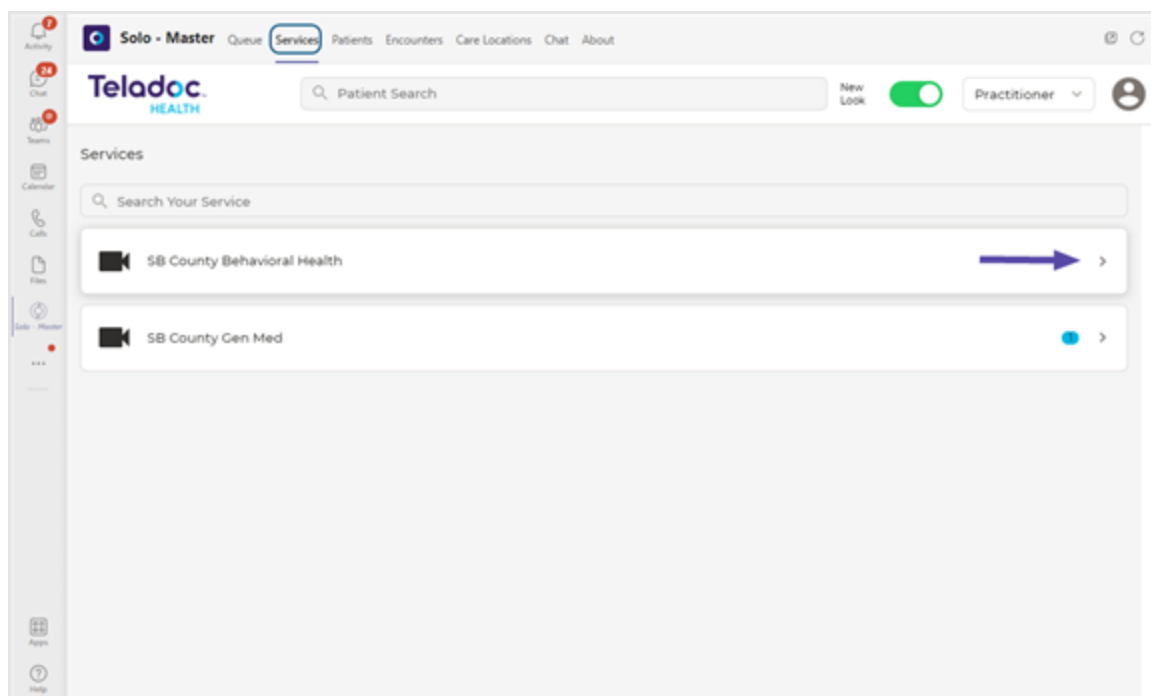 Solo - Master Queue Services Patients Encounters Care Locations Chat About
Teladoc
HEALTH
Patient Search
New
Look
Practitioner
Services
Search Your Service
SB County Behavioral Health
SB County Gen Med
1
Activity
24
Chat
Teams
Calendar
Calls
Files
Solo - Master
...
Apps
Help